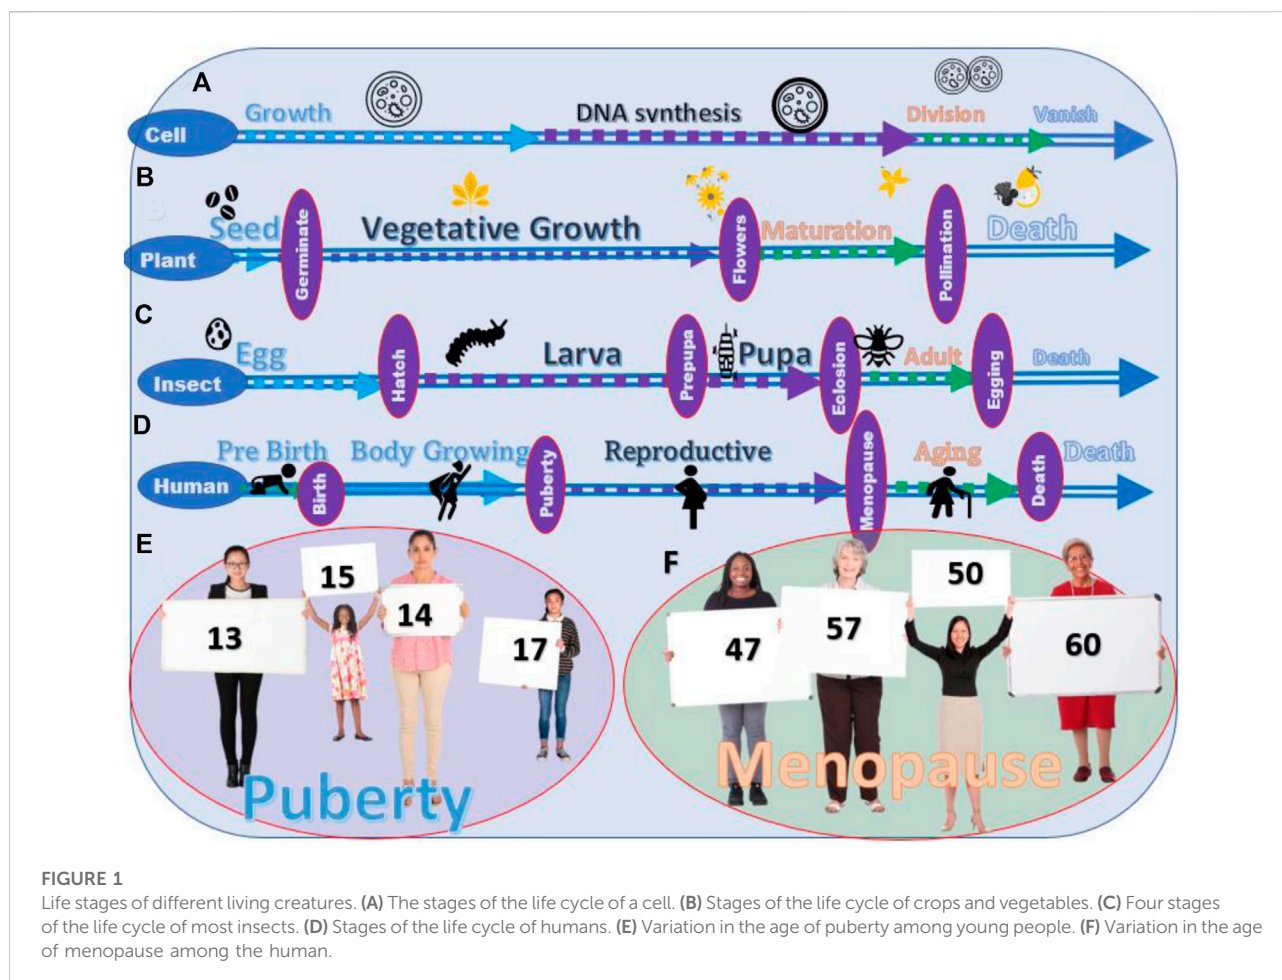 A
Growth
DNA synthesis
Division
Vanish
Cell
B
Seed
Vegetative Growth
Maturation
Death
Plant
Germinate
Flowers
Pollination
C
Egg
Larva
Pupa
Adult
Death
Insect
Hatch
Prepupa
Eclosion
Egging
D
Pre Birth
Body Growing
Reproductive
Aging
Death
Human
Birth
Puberty
Menopause
Death
E
13
15
14
17
Puberty
F
47
57
50
60
Menopause
FIGURE 1
Life stages of different living creatures. (A) The stages of the life cycle of a cell. (B) Stages of the life cycle of crops and vegetables. (C) Four stages
of the life cycle of most insects. (D) Stages of the life cycle of humans. (E) Variation in the age of puberty among young people. (F) Variation in the age
of menopause among the human.